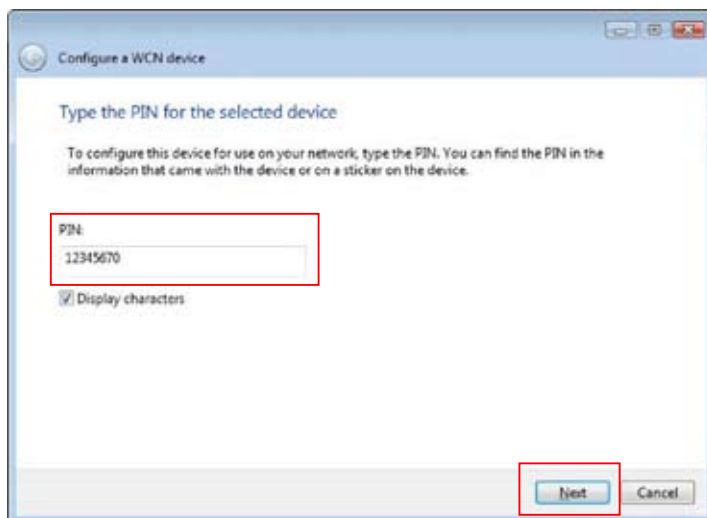 Configure a WCN device
Type the PIN for the selected device
To configure this device for use on your network, type the PIN. You can find the PIN in the
information that came with the device or on a sticker on the device.
PIN:
12345670
Display characters
Next Cancel